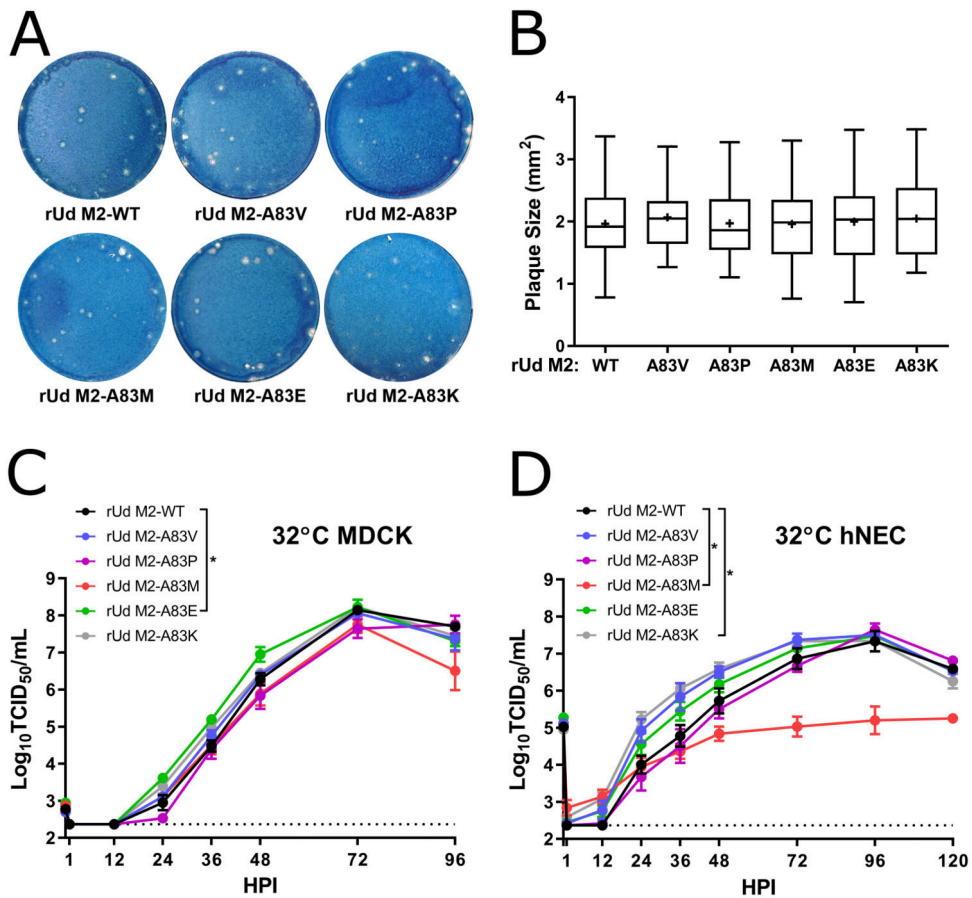 A
B
rUd M2-WT
rUd M2-A83V
rUd M2-A83P
rUd M2-A83M
rUd M2-A83E
rUd M2-A83K
Plaque Size (mm²)
4
3
2
1
0
rUd M2: WT A83V A83P A83M A83E A83K
C
rUd M2-WT
rUd M2-A83V
rUd M2-A83P
rUd M2-A83M
rUd M2-A83E
rUd M2-A83K
*
32°C MDCK
Log₁₀TCID₅₀/mL
9
8
7
6
5
4
3
2
1 12 24 36 48 72 96
HPI
D
rUd M2-WT
rUd M2-A83V
rUd M2-A83P
rUd M2-A83M
rUd M2-A83E
rUd M2-A83K
*
*
32°C hNEC
Log₁₀TCID₅₀/mL
9
8
7
6
5
4
3
2
1 12 24 36 48 72 96 120
HPI